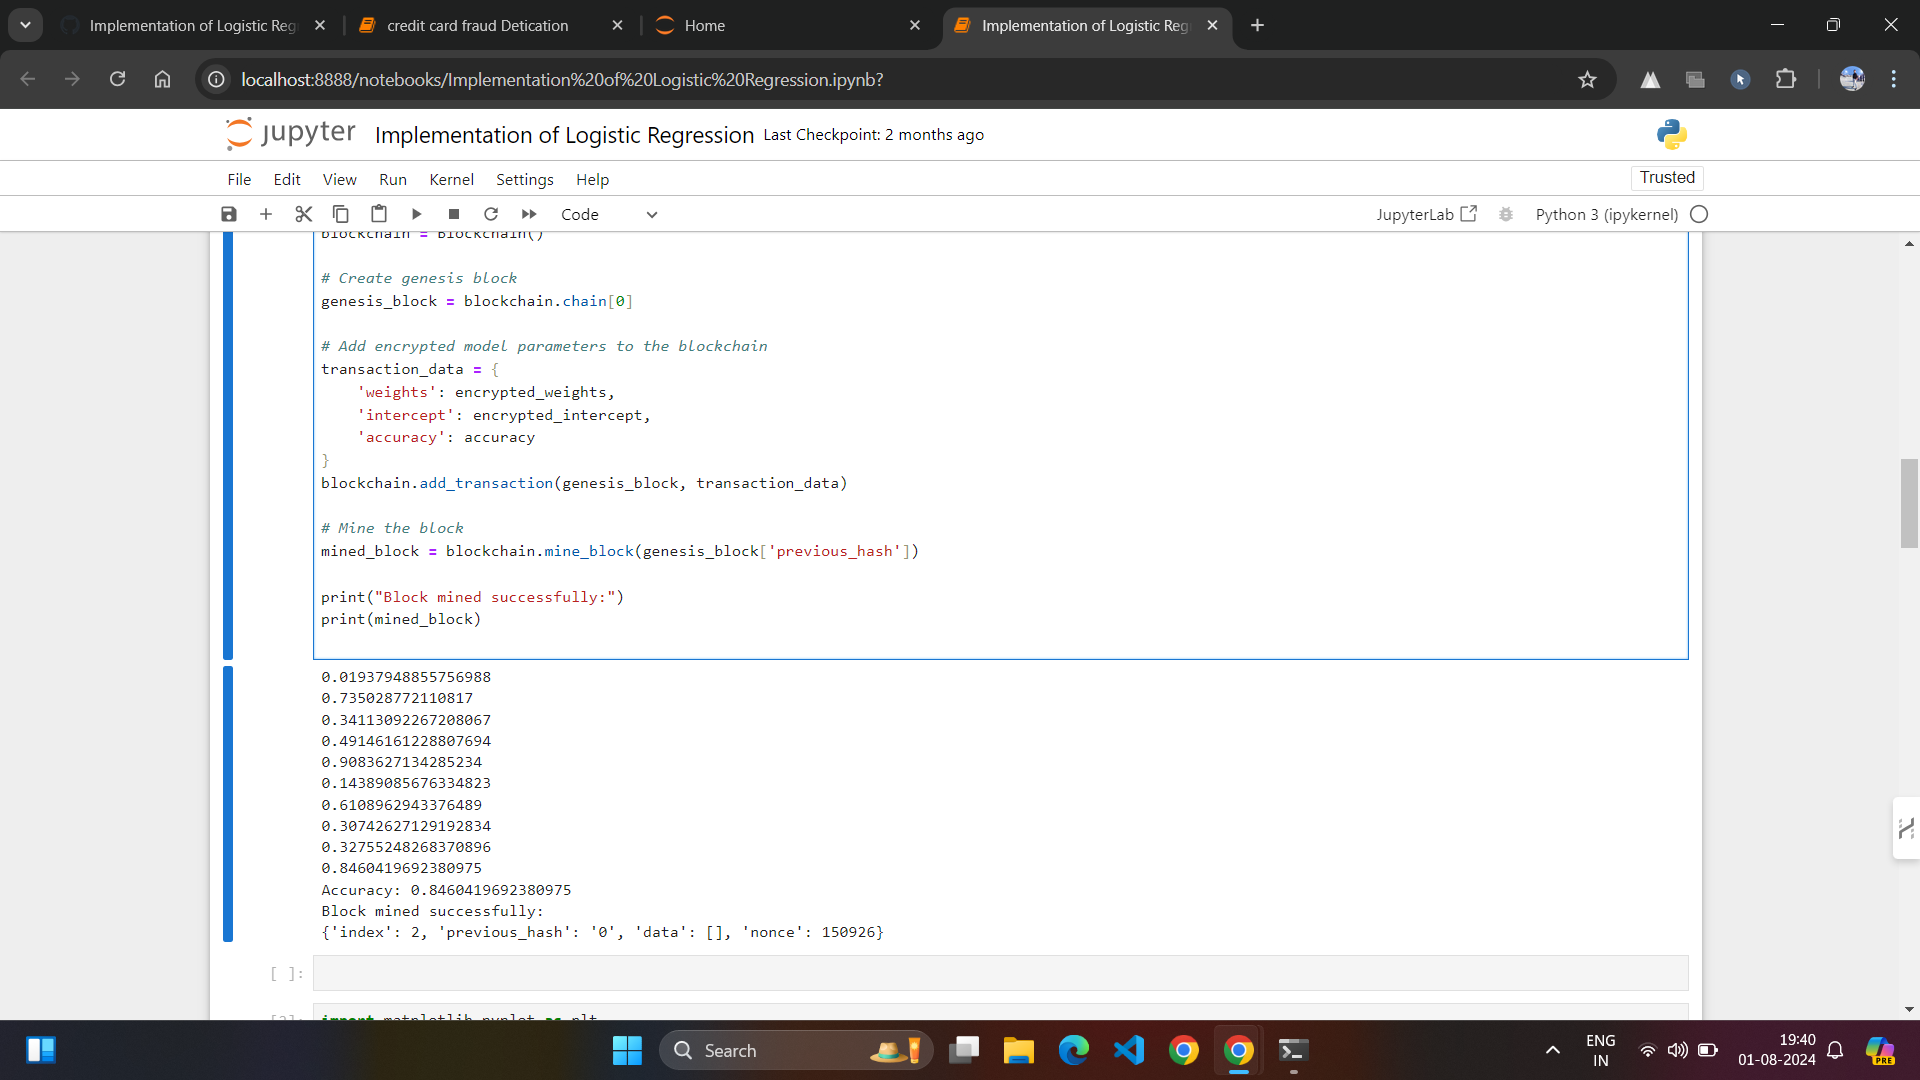 Implementation of Logistic Reg
credit card fraud Detication
Home
Implementation of Logistic Reg
localhost:8888/notebooks/Implementation%20of%20Logistic%20Regression.ipynb?
jupyter Implementation of Logistic Regression Last Checkpoint: 2 months ago
File Edit View Run Kernel Settings Help
Trusted
Code
JupyterLab
Python 3 (ipykernel)
blockchain = Blockchain()
# Create genesis block
genesis_block = blockchain.chain[0]
# Add encrypted model parameters to the blockchain
transaction_data = {
    'weights': encrypted_weights,
    'intercept': encrypted_intercept,
    'accuracy': accuracy
}
blockchain.add_transaction(genesis_block, transaction_data)
# Mine the block
mined_block = blockchain.mine_block(genesis_block['previous_hash'])
print("Block mined successfully:")
print(mined_block)
0.01937948855756988
0.735028772110817
0.34113092267208067
0.49146161228807694
0.9083627134285234
0.14389085676334823
0.6108962943376489
0.30742627129192834
0.32755248268370896
0.8460419692380975
Accuracy: 0.8460419692380975
Block mined successfully:
{'index': 2, 'previous_hash': '0', 'data': [], 'nonce': 150926}
[ ]:
import matplotlib.pyplot as plt
Search
ENG
IN
19:40
01-08-2024
PRE